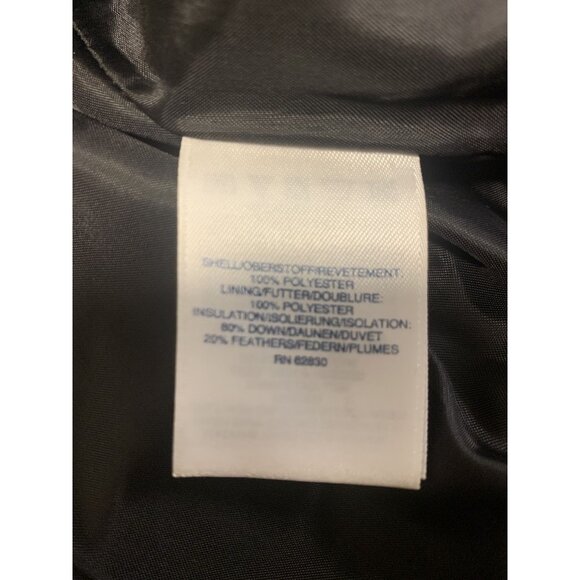 SHELL/OBERSTOFF/REVETEMENT:
100% POLYESTER
LINING/FUTTER/DOUBLURE:
100% POLYESTER
INSULATION/ISOLIERUNG/ISOLATION:
80% DOWN/DAUNEN/DUVET
20% FEATHERS/FEDERN/PLUMES
RN 62830